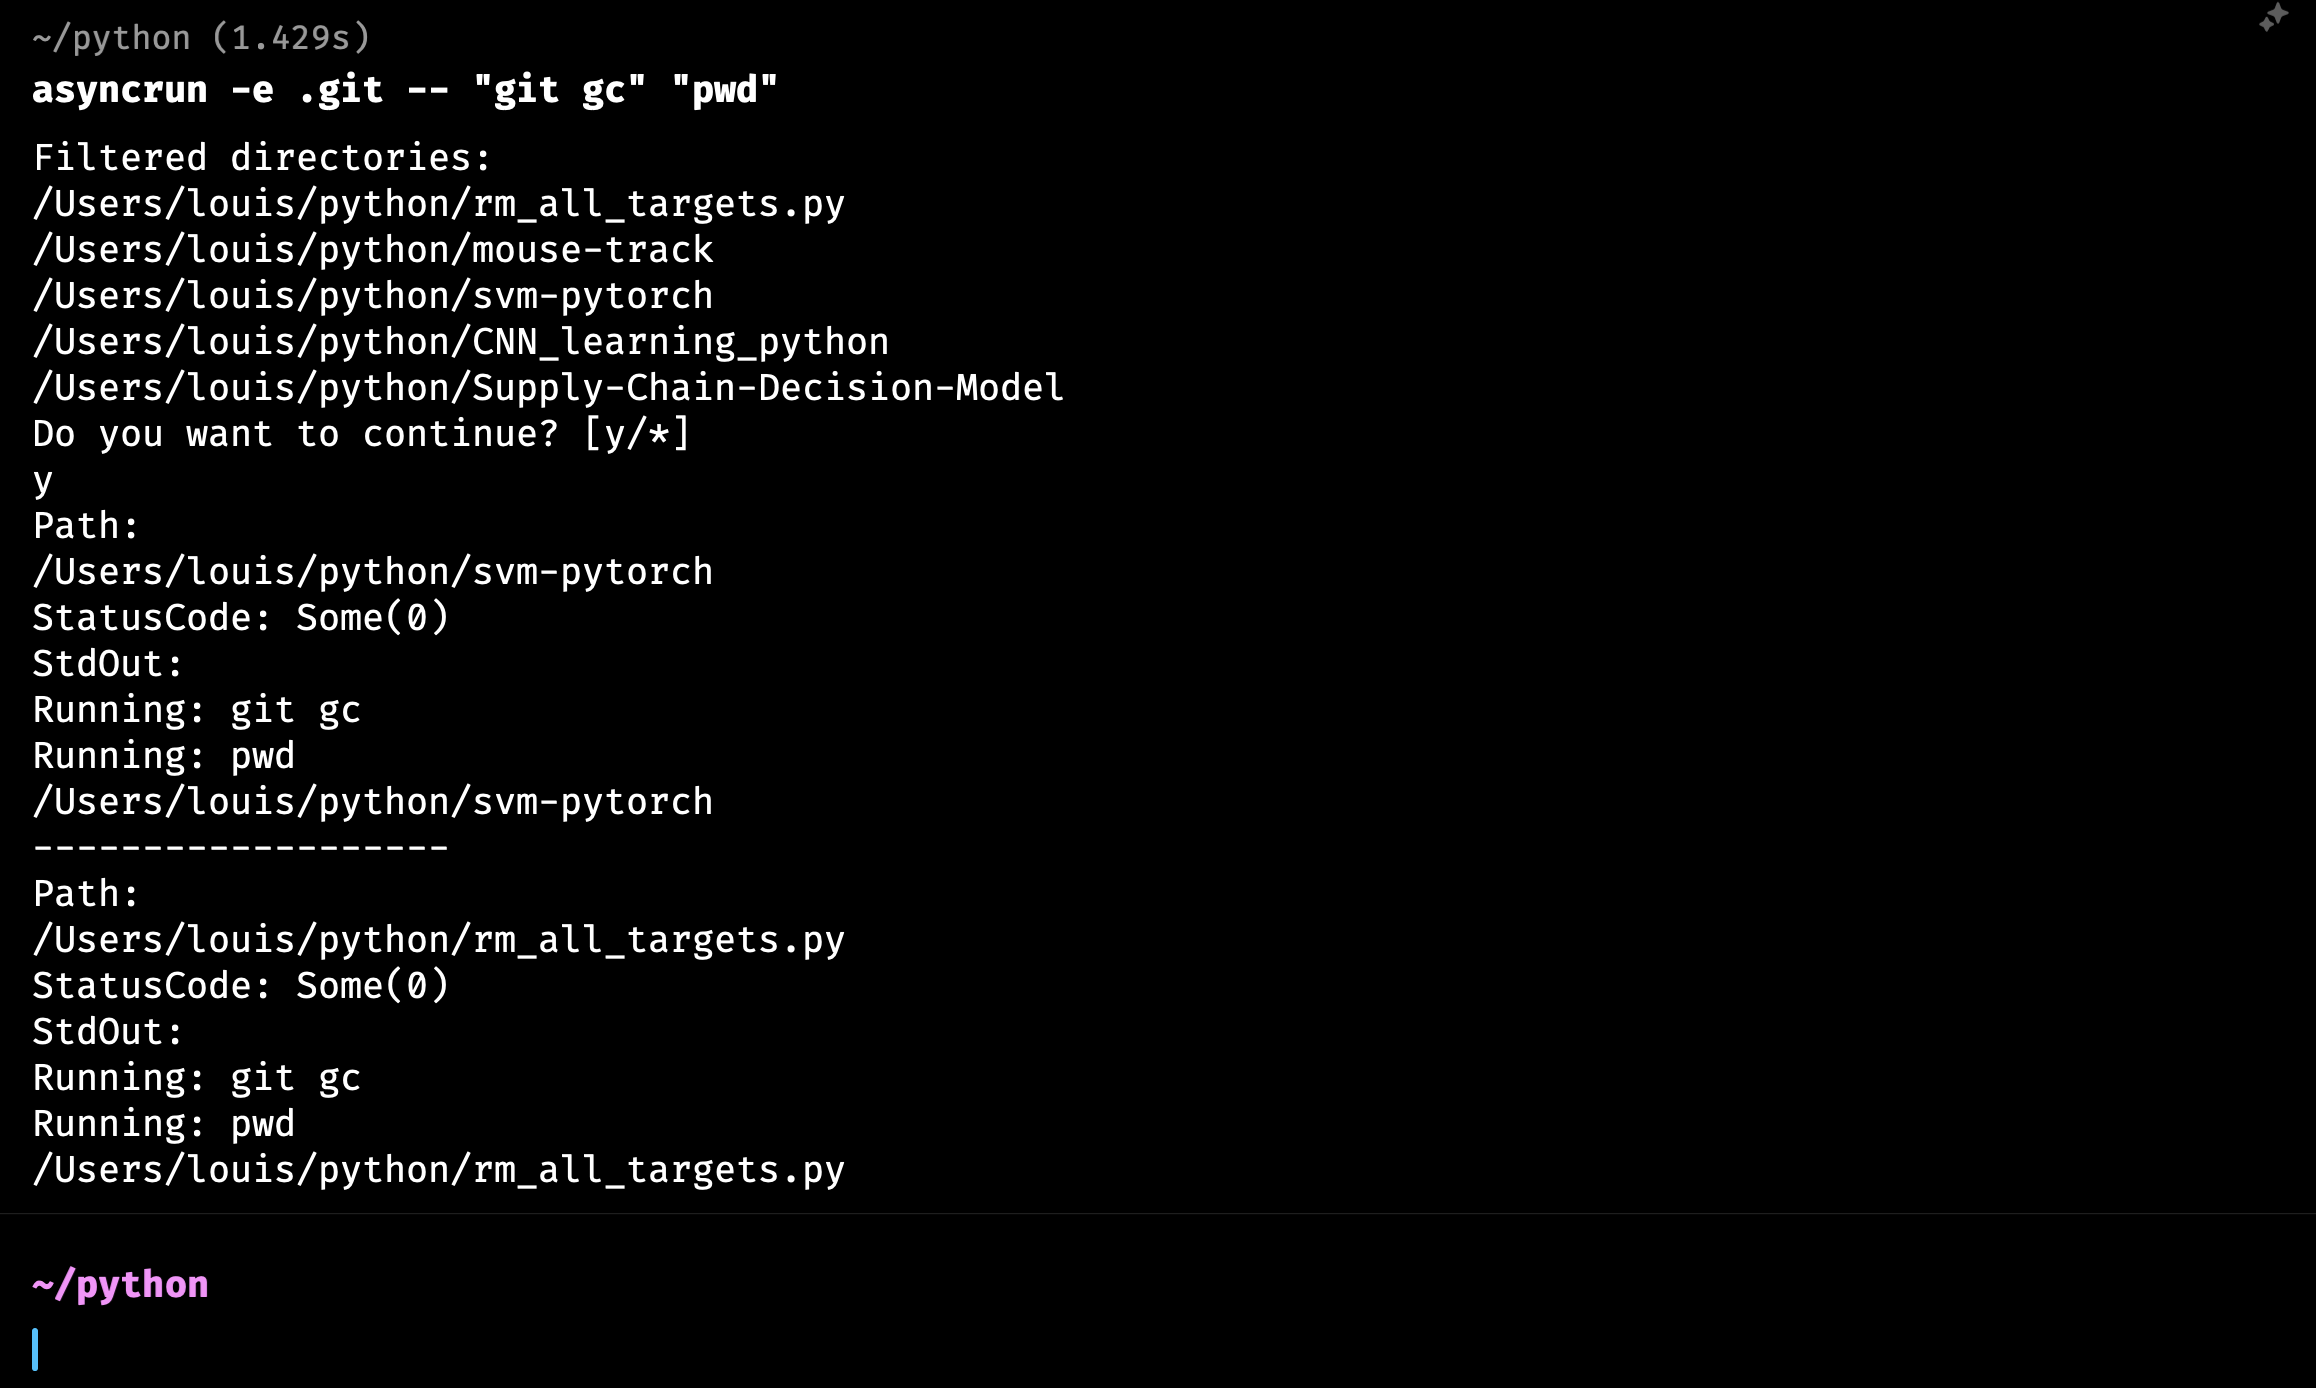 ~/python (1.429s)
asyncrun -e .git -- "git gc" "pwd"
Filtered directories:
/Users/louis/python/rm_all_targets.py
/Users/louis/python/mouse-track
/Users/louis/python/svm-pytorch
/Users/louis/python/CNN_learning_python
/Users/louis/python/Supply-Chain-Decision-Model
Do you want to continue? [y/*]
y
Path:
/Users/louis/python/svm-pytorch
StatusCode: Some(0)
StdOut:
Running: git gc
Running: pwd
/Users/louis/python/svm-pytorch
-------------------
Path:
/Users/louis/python/rm_all_targets.py
StatusCode: Some(0)
StdOut:
Running: git gc
Running: pwd
/Users/louis/python/rm_all_targets.py
~/python